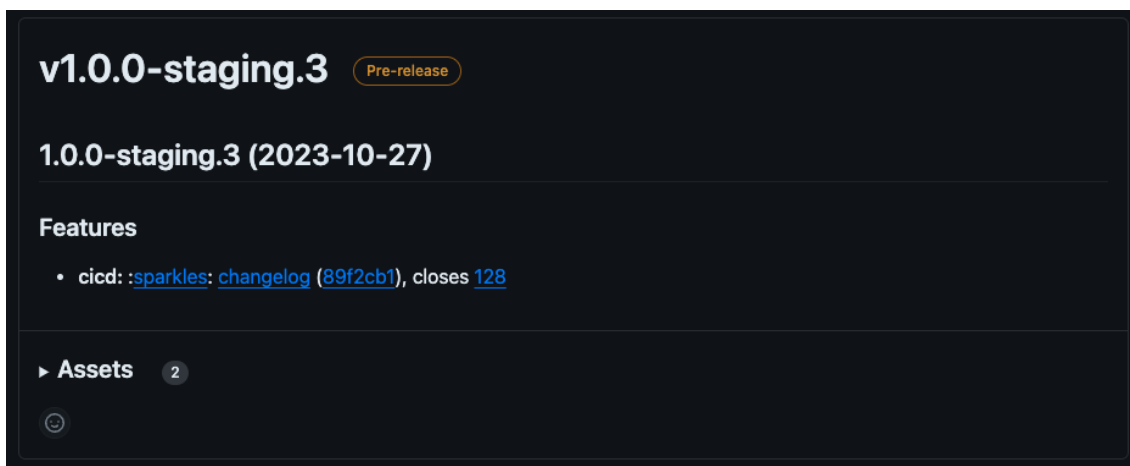 v1.0.0-staging.3 Pre-release
1.0.0-staging.3 (2023-10-27)
Features
• cicd: :sparkles: changelog (89f2cb1), closes 128
Assets 2